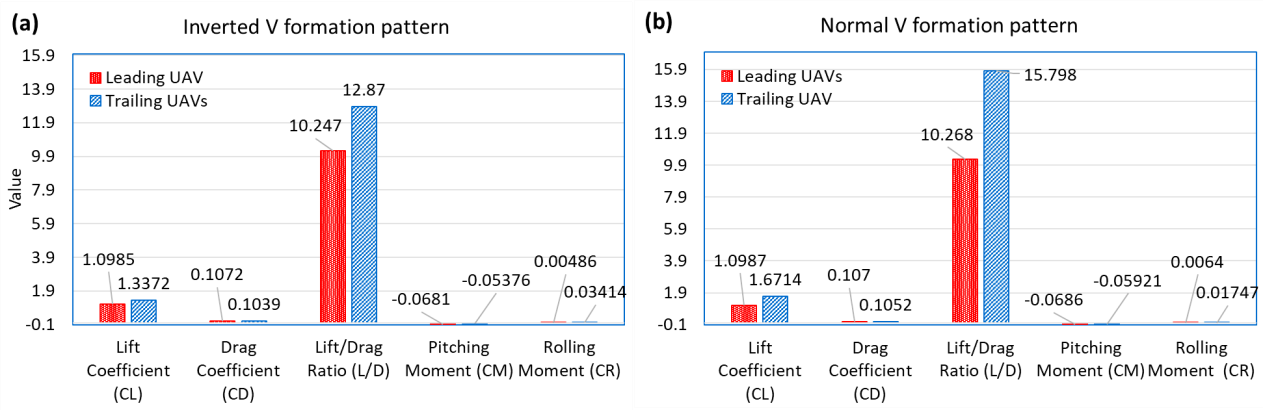 (a)
Inverted V formation pattern
15.9
13.9
11.9
9.9
7.9
5.9
3.9
1.9
-0.1
Value
Leading UAV
Trailing UAVs
1.0985
1.3372
0.1072
0.1039
10.247
12.87
-0.0681
-0.05376
0.00486
0.03414
Lift
Coefficient
(CL)
Drag
Coefficient
(CD)
Lift/Drag
Ratio (L/D)
Pitching
Moment (CM)
Rolling
Moment (CR)
(b)
Normal V formation pattern
15.9
13.9
11.9
9.9
7.9
5.9
3.9
1.9
-0.1
Leading UAVs
Trailing UAV
1.0987
1.6714
0.107
0.1052
10.268
15.798
-0.0686
-0.05921
0.0064
0.01747
Lift
Coefficient
(CL)
Drag
Coefficient
(CD)
Lift/Drag
Ratio (L/D)
Pitching
Moment (CM)
Rolling
Moment (CR)